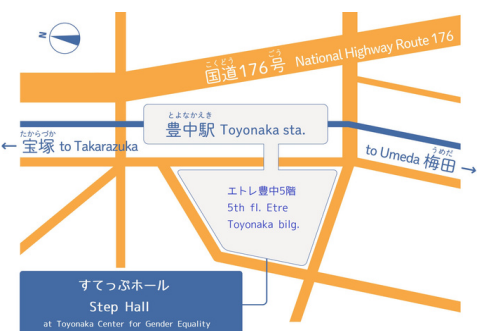 N
こくどう ごう
国道176号 National Highway Route 176
とよなかえき
豊中駅 Toyonaka sta.
たからづか
← 宝塚 to Takarazuka
うめだ
to Umeda 梅田 →
エトレ豊中5階
5th fl. Etre
Toyonaka bilg.
すてっぷホール
Step Hall
at Toyonaka Center for Gender Equality